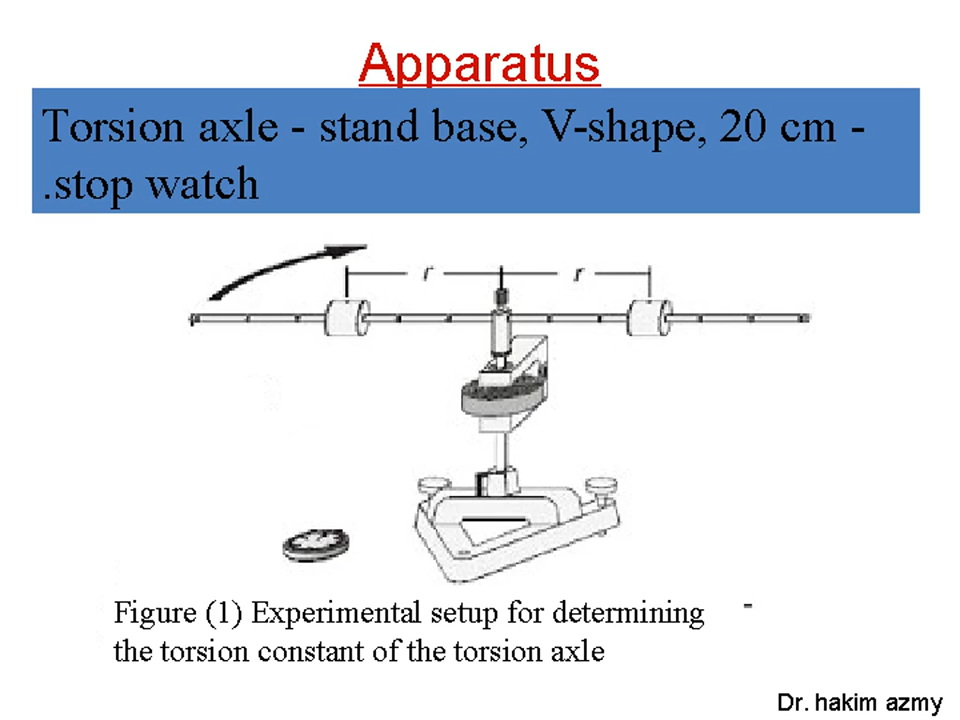 Apparatus
Torsion axle - stand base, V-shape, 20 cm -
.stop watch
r r
Figure (1) Experimental setup for determining -
the torsion constant of the torsion axle
Dr. hakim azmy